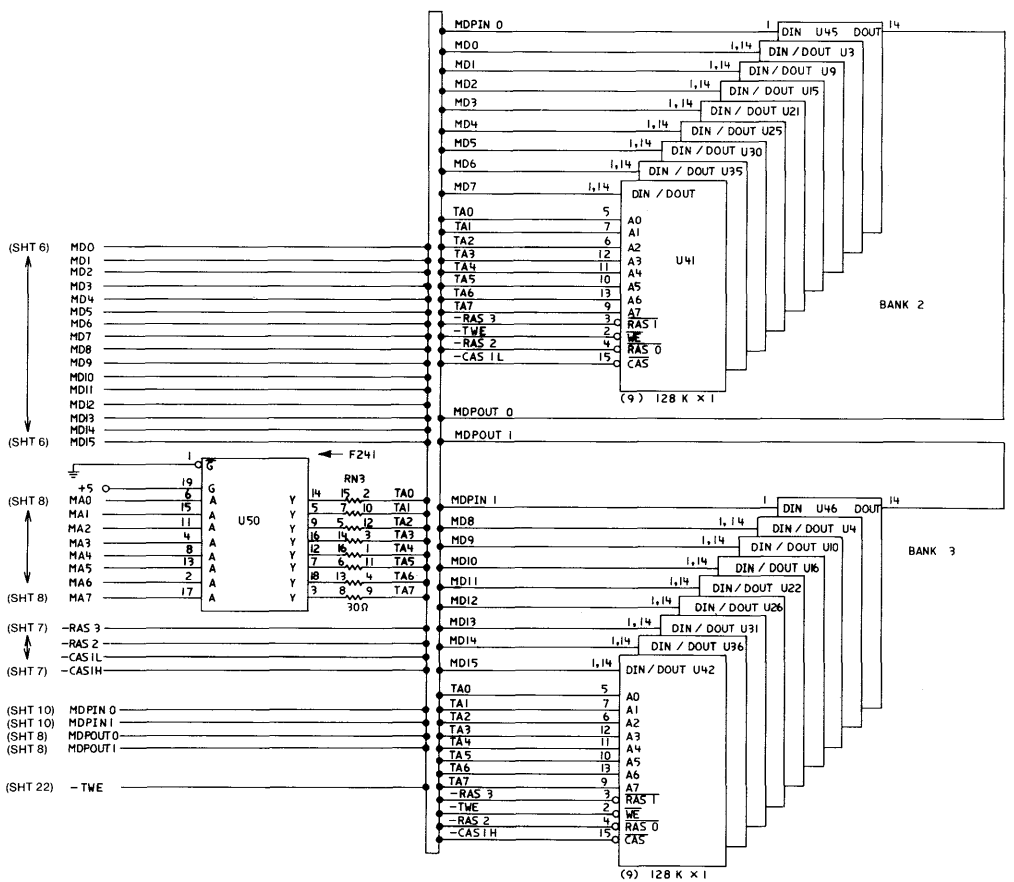 MDPIN 0 1 DIN U45 DOUT 14
MD0 1,14 DIN / DOUT U3
MD1 1,14 DIN / DOUT U9
MD2 1,14 DIN / DOUT U15
MD3 1,14 DIN / DOUT U21
MD4 1,14 DIN / DOUT U25
MD5 1,14 DIN / DOUT U30
MD6 1,14 DIN / DOUT U35
MD7 1,14 DIN / DOUT
TA0 5 A0
TA1 7 A1
TA2 6 A2
TA3 12 A3
TA4 11 A4
TA5 10 A5
TA6 13 A6
TA7 9 A7
U41
-RAS 3 3 RAS 1
-TWE 2 WE
-RAS 2 4 RAS 0
-CAS 1L 15 CAS
(9) 128 K X 1
BANK 2
(SHT 6) MD0
MD1
MD2
MD3
MD4
MD5
MD6
MD7
MD8
MD9
MD10
MD11
MD12
MD13
MD14
(SHT 6) MD15
MDPOUT 0
MDPOUT 1
F241
RN3
1 G
+5 19 G
(SHT 8) MA0 6 A Y 14 15 2 TA0
MA1 15 A Y 5 7 10 TA1
MA2 11 A Y 9 5 12 TA2
MA3 4 A Y 16 14 3 TA3
MA4 8 A Y 12 16 1 TA4
MA5 13 A Y 7 6 11 TA5
MA6 2 A Y 18 13 4 TA6
(SHT 8) MA7 17 A Y 3 8 9 TA7
U50
30Ω
(SHT 7) -RAS 3
-RAS 2
-CAS1L
(SHT 7) -CAS1H
(SHT 10) MDPIN 0
(SHT 10) MDPIN1
(SHT 8) MDPOUT0
(SHT 8) MDPOUT1
(SHT 22) -TWE
MDPIN 1 1 DIN U46 DOUT 14
MD8 1,14 DIN / DOUT U4
MD9 1,14 DIN / DOUT U10
MD10 1,14 DIN / DOUT U16
MD11 1,14 DIN / DOUT U22
MD12 1,14 DIN / DOUT U26
MD13 1,14 DIN / DOUT U31
MD14 1,14 DIN / DOUT U36
MD15 1,14 DIN/DOUT U42
BANK 3
TA0 5 A0
TA1 7 A1
TA2 6 A2
TA3 12 A3
TA4 11 A4
TA5 10 A5
TA6 13 A6
TA7 9 A7
-RAS 3 3 RAS 1
-TWE 2 WE
-RAS 2 4 RAS 0
-CAS1H 15 CAS
(9) 128 K X 1